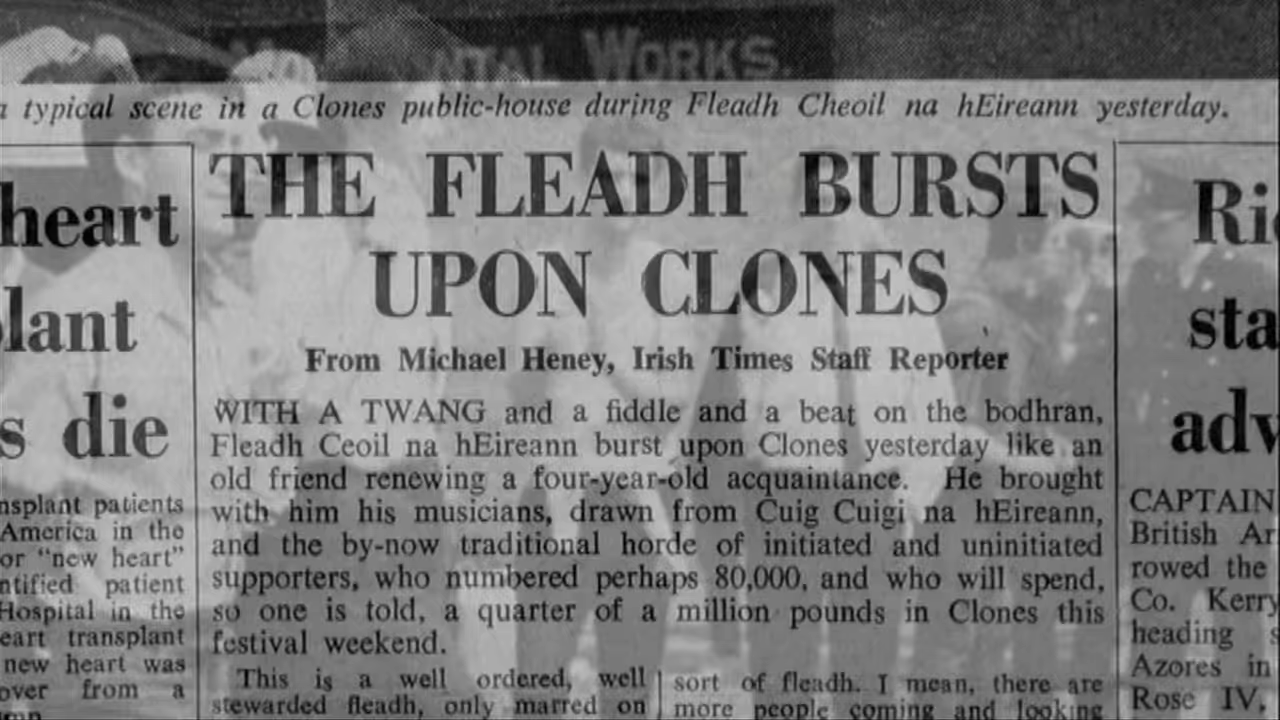 WORKS.
a typical scene in a Clones public-house during Fleadh Cheoil na hEireann yesterday.
heart
plant
s die
nsplant patients
America in the
or "new heart"
ntified patient
Hospital in the
eart transplant
new heart was
over from a
THE FLEADH BURSTS
UPON CLONES
From Michael Heney, Irish Times Staff Reporter
WITH A TWANG and a fiddle and a beat on the bodhran,
Fleadh Ceoil na hEireann burst upon Clones yesterday like an
old friend renewing a four-year-old acquaintance. He brought
with him his musicians, drawn from Cuig Cuigi na hEireann,
and the by-now traditional horde of initiated and uninitiated
supporters, who numbered perhaps 80,000, and who will spend,
so one is told, a quarter of a million pounds in Clones this
festival weekend.
This is a well ordered, well
stewarded fleadh, only marred on
sort of fleadh. I mean, there are
more people coming and looking
Ric
sta
adv
CAPTAIN
British Ar
rowed the
Co. Kerry
heading s
Azores in
Rose IV,